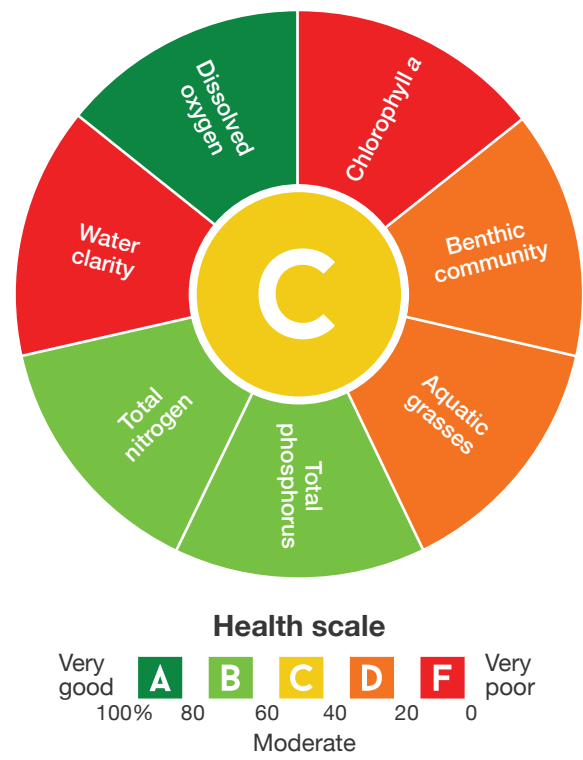 Dissolved
oxygen
Chlorophyll a
Water
clarity
Benthic
community
C
Total
nitrogen
Aquatic
grasses
Total
phosphorus
Health scale
Very
good
A B C D F
Very
poor
100% 80 60 40 20 0
Moderate